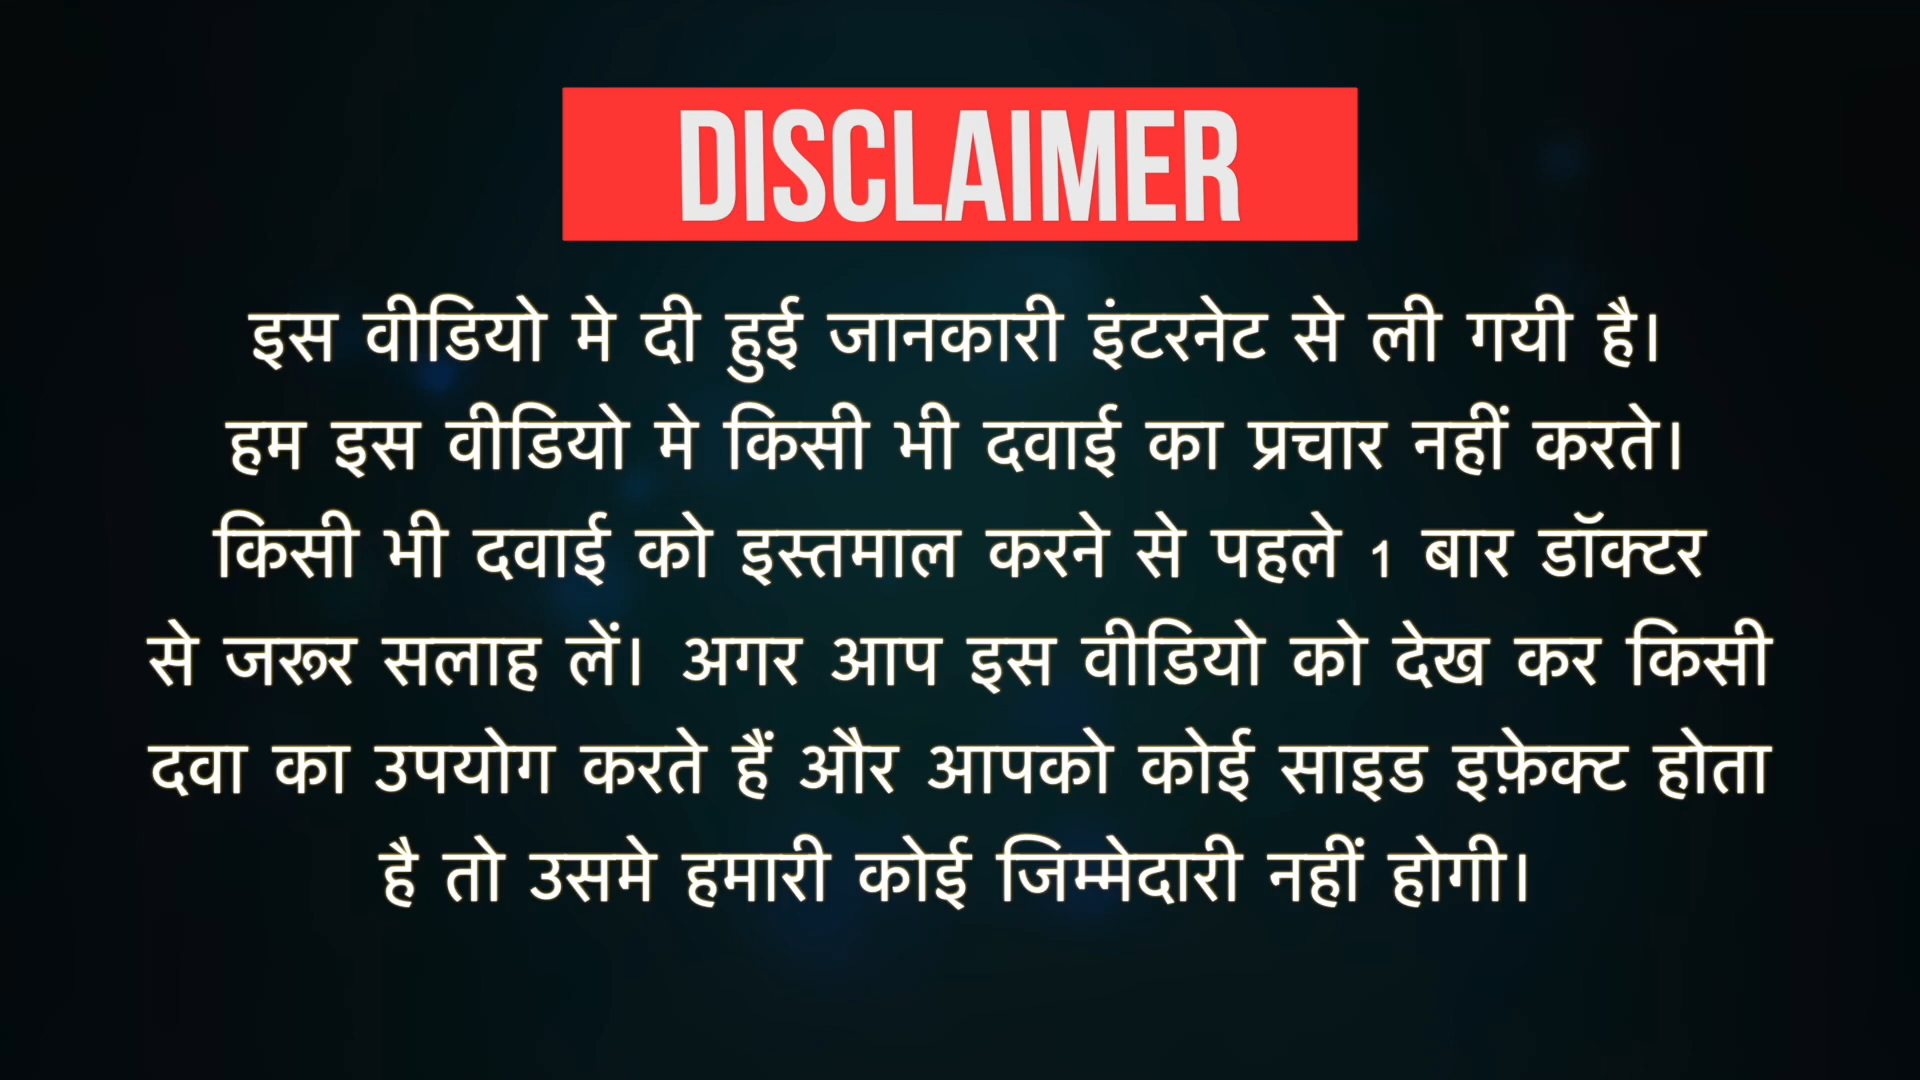 DISCLAIMER
इस वीडियो मे दी हुई जानकारी इंटरनेट से ली गयी है।
हम इस वीडियो मे किसी भी दवाई का प्रचार नहीं करते।
किसी भी दवाई को इस्तमाल करने से पहले 1 बार डॉक्टर
से जरूर सलाह लें। अगर आप इस वीडियो को देख कर किसी
दवा का उपयोग करते हैं और आपको कोई साइड इफ़ेक्ट होता
है तो उसमे हमारी कोई जिम्मेदारी नहीं होगी।